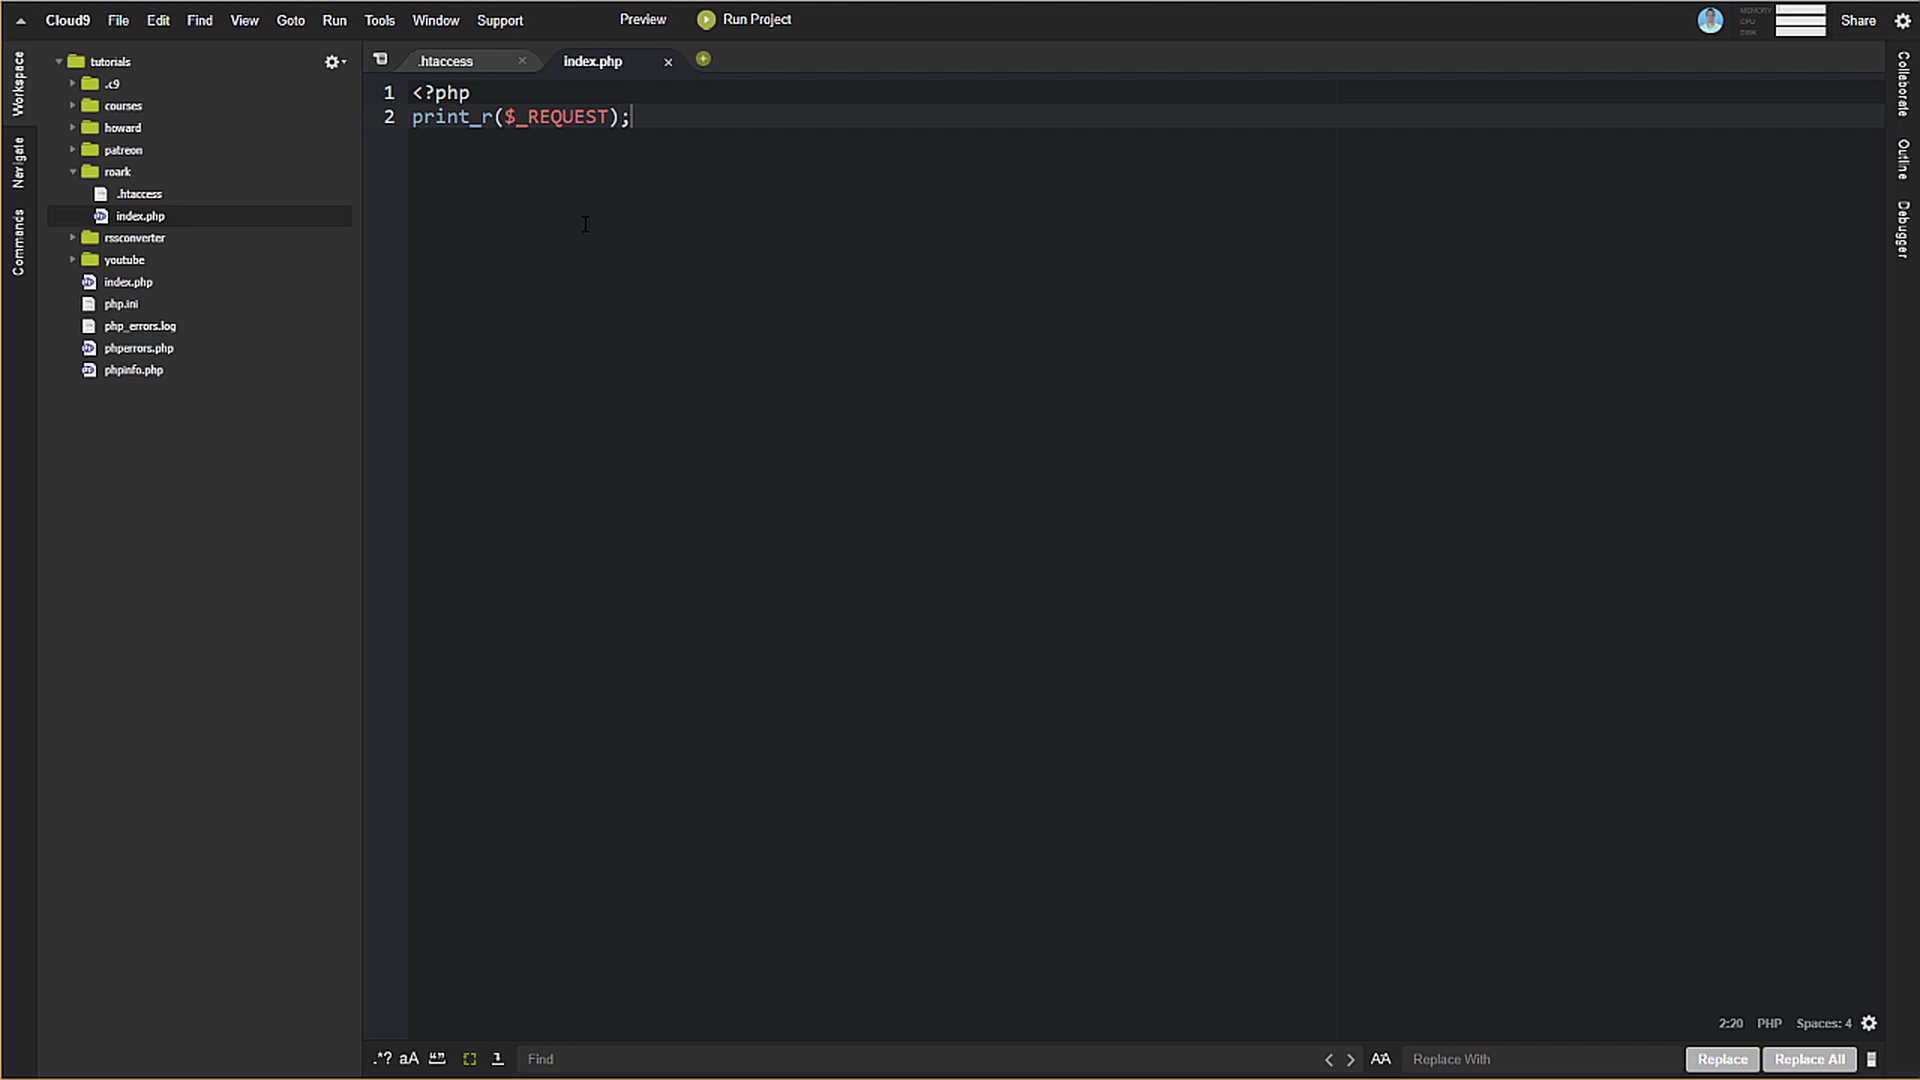 Cloud9 File Edit Find View Goto Run Tools Window Support Preview Run Project Share
MEMORY
CPU
DISK
Workspace
Navigate
Commands
tutorials
.c9
courses
howard
patreon
roark
.htaccess
index.php
rssconverter
youtube
index.php
php.ini
php_errors.log
phperrors.php
phpinfo.php
.htaccess × index.php ×
1 <?php
2 print_r($_REQUEST);
Collaborate
Outline
Debugger
2:20 PHP Spaces: 4
.*? aA Find AA Replace With Replace Replace All